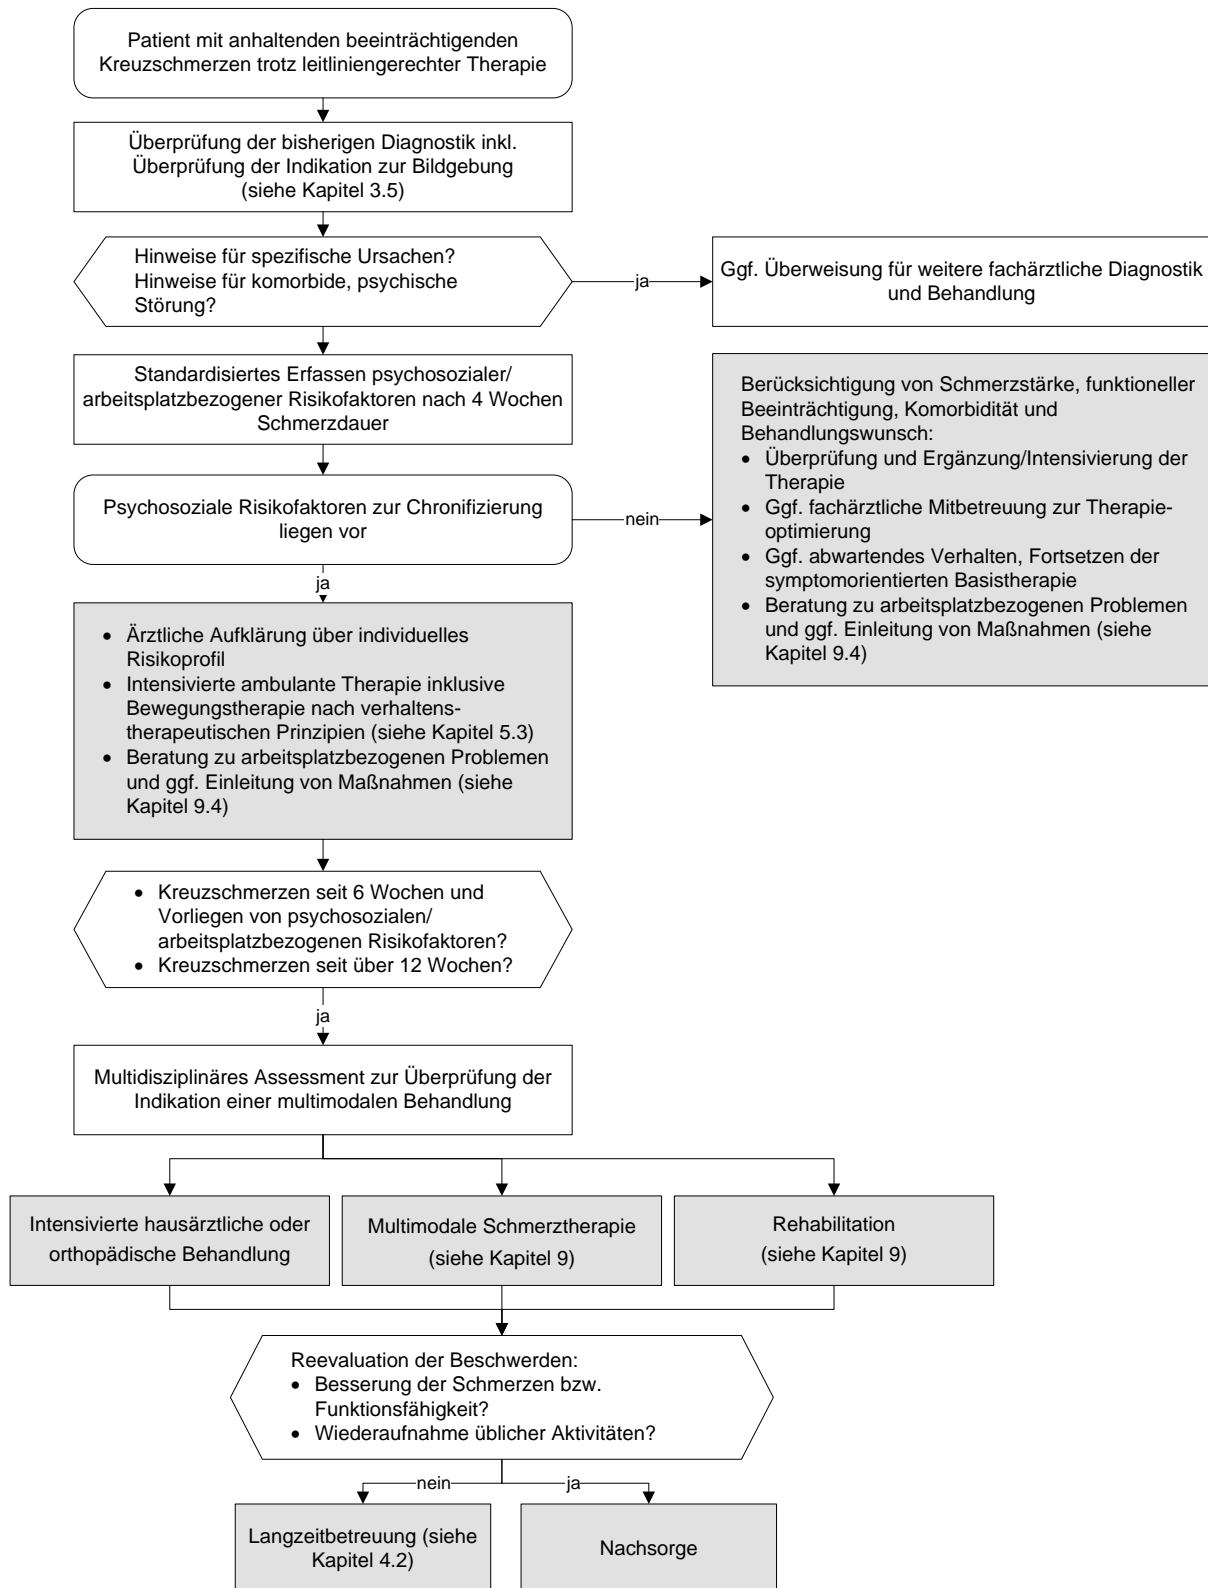 Patient mit anhaltenden beeinträchtigenden
Kreuzschmerzen trotz leitliniengerechter Therapie
Überprüfung der bisherigen Diagnostik inkl.
Überprüfung der Indikation zur Bildgebung
(siehe Kapitel 3.5)
Hinweise für spezifische Ursachen?
Hinweise für komorbide, psychische
Störung?
ja
Ggf. Überweisung für weitere fachärztliche Diagnostik
und Behandlung
Standardisiertes Erfassen psychosozialer/
arbeitsplatzbezogener Risikofaktoren nach 4 Wochen
Schmerzdauer
Psychosoziale Risikofaktoren zur Chronifizierung
liegen vor
nein
Berücksichtigung von Schmerzstärke, funktioneller
Beeinträchtigung, Komorbidität und
Behandlungswunsch:
• Überprüfung und Ergänzung/Intensivierung der
Therapie
• Ggf. fachärztliche Mitbetreuung zur Therapie-
optimierung
• Ggf. abwartendes Verhalten, Fortsetzen der
symptomorientierten Basistherapie
• Beratung zu arbeitsplatzbezogenen Problemen
und ggf. Einleitung von Maßnahmen (siehe
Kapitel 9.4)
ja
• Ärztliche Aufklärung über individuelles
Risikoprofil
• Intensivierte ambulante Therapie inklusive
Bewegungstherapie nach verhaltens-
therapeutischen Prinzipien (siehe Kapitel 5.3)
• Beratung zu arbeitsplatzbezogenen Problemen
und ggf. Einleitung von Maßnahmen (siehe
Kapitel 9.4)
• Kreuzschmerzen seit 6 Wochen und
Vorliegen von psychosozialen/
arbeitsplatzbezogenen Risikofaktoren?
• Kreuzschmerzen seit über 12 Wochen?
ja
Multidisziplinäres Assessment zur Überprüfung der
Indikation einer multimodalen Behandlung
Intensivierte hausärztliche oder
orthopädische Behandlung
Multimodale Schmerztherapie
(siehe Kapitel 9)
Rehabilitation
(siehe Kapitel 9)
Reevaluation der Beschwerden:
• Besserung der Schmerzen bzw.
Funktionsfähigkeit?
• Wiederaufnahme üblicher Aktivitäten?
nein
ja
Langzeitbetreuung (siehe
Kapitel 4.2)
Nachsorge